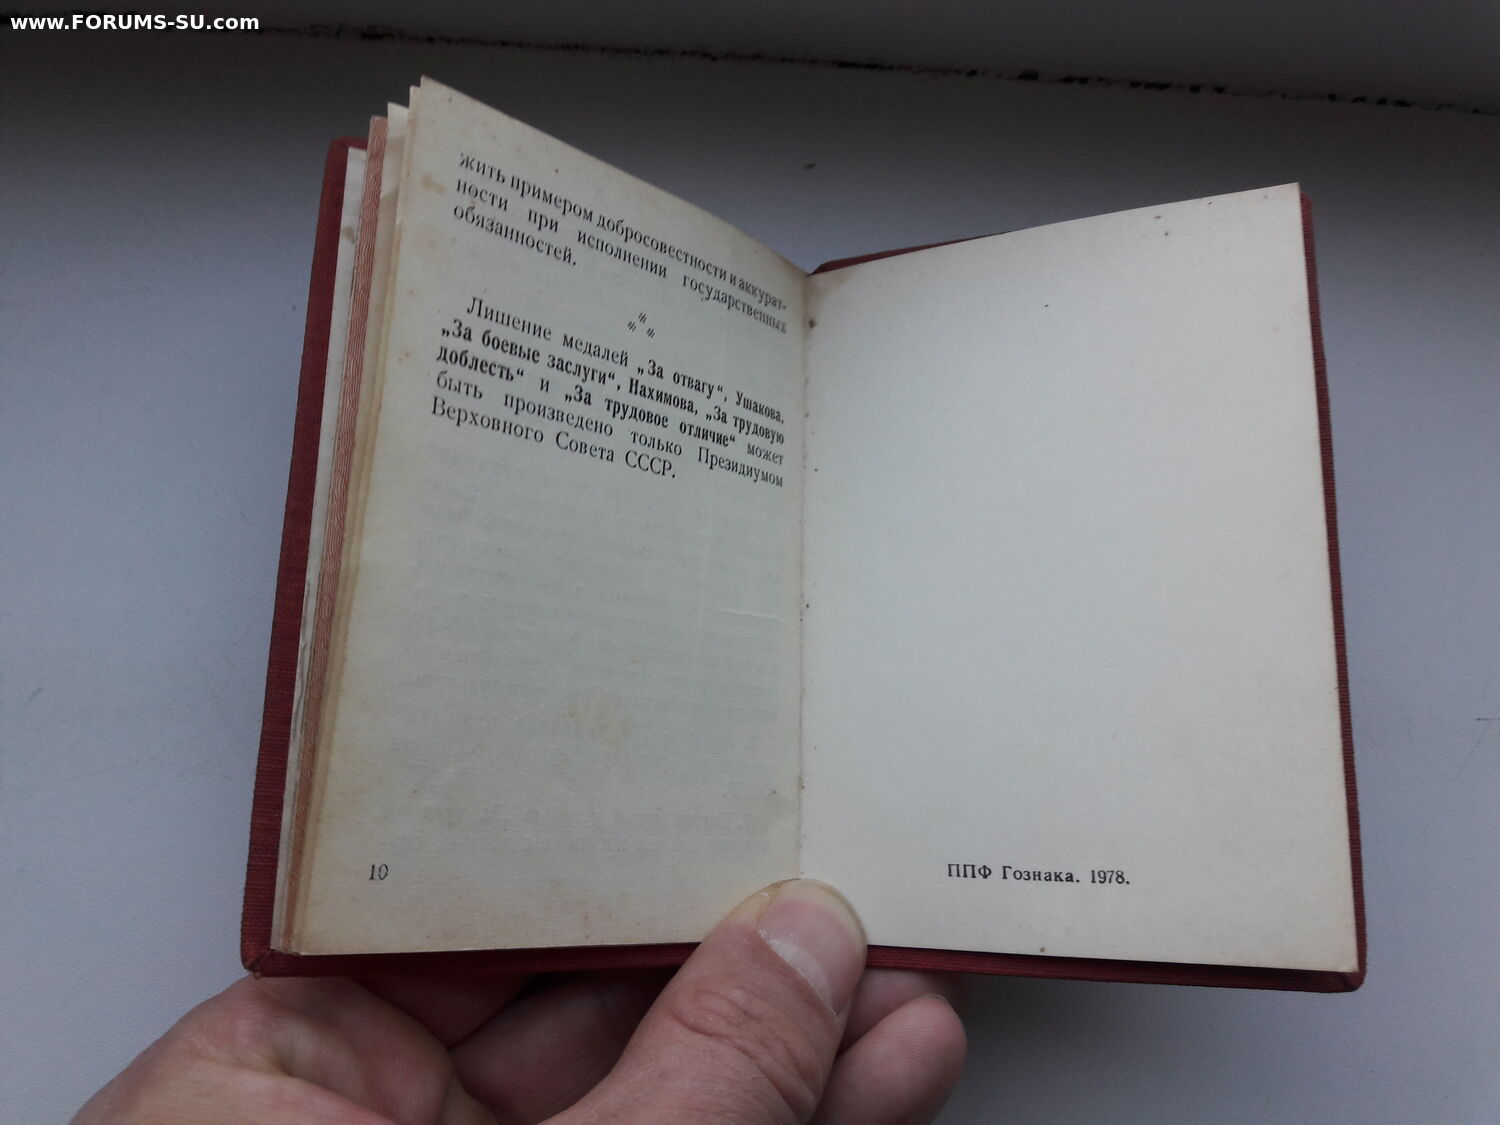 www.FORUMS-SU.com
жить примером добросовестности и аккурат-
ности при исполнении государственных
обязанностей.
* * *
Лишение медалей „За отвагу“, Ушакова,
„За боевые заслуги“, Нахимова, „За трудовую
доблесть“ и „За трудовое отличие“ может
быть произведено только Президиумом
Верховного Совета СССР.
10
ППФ Гознака. 1978.